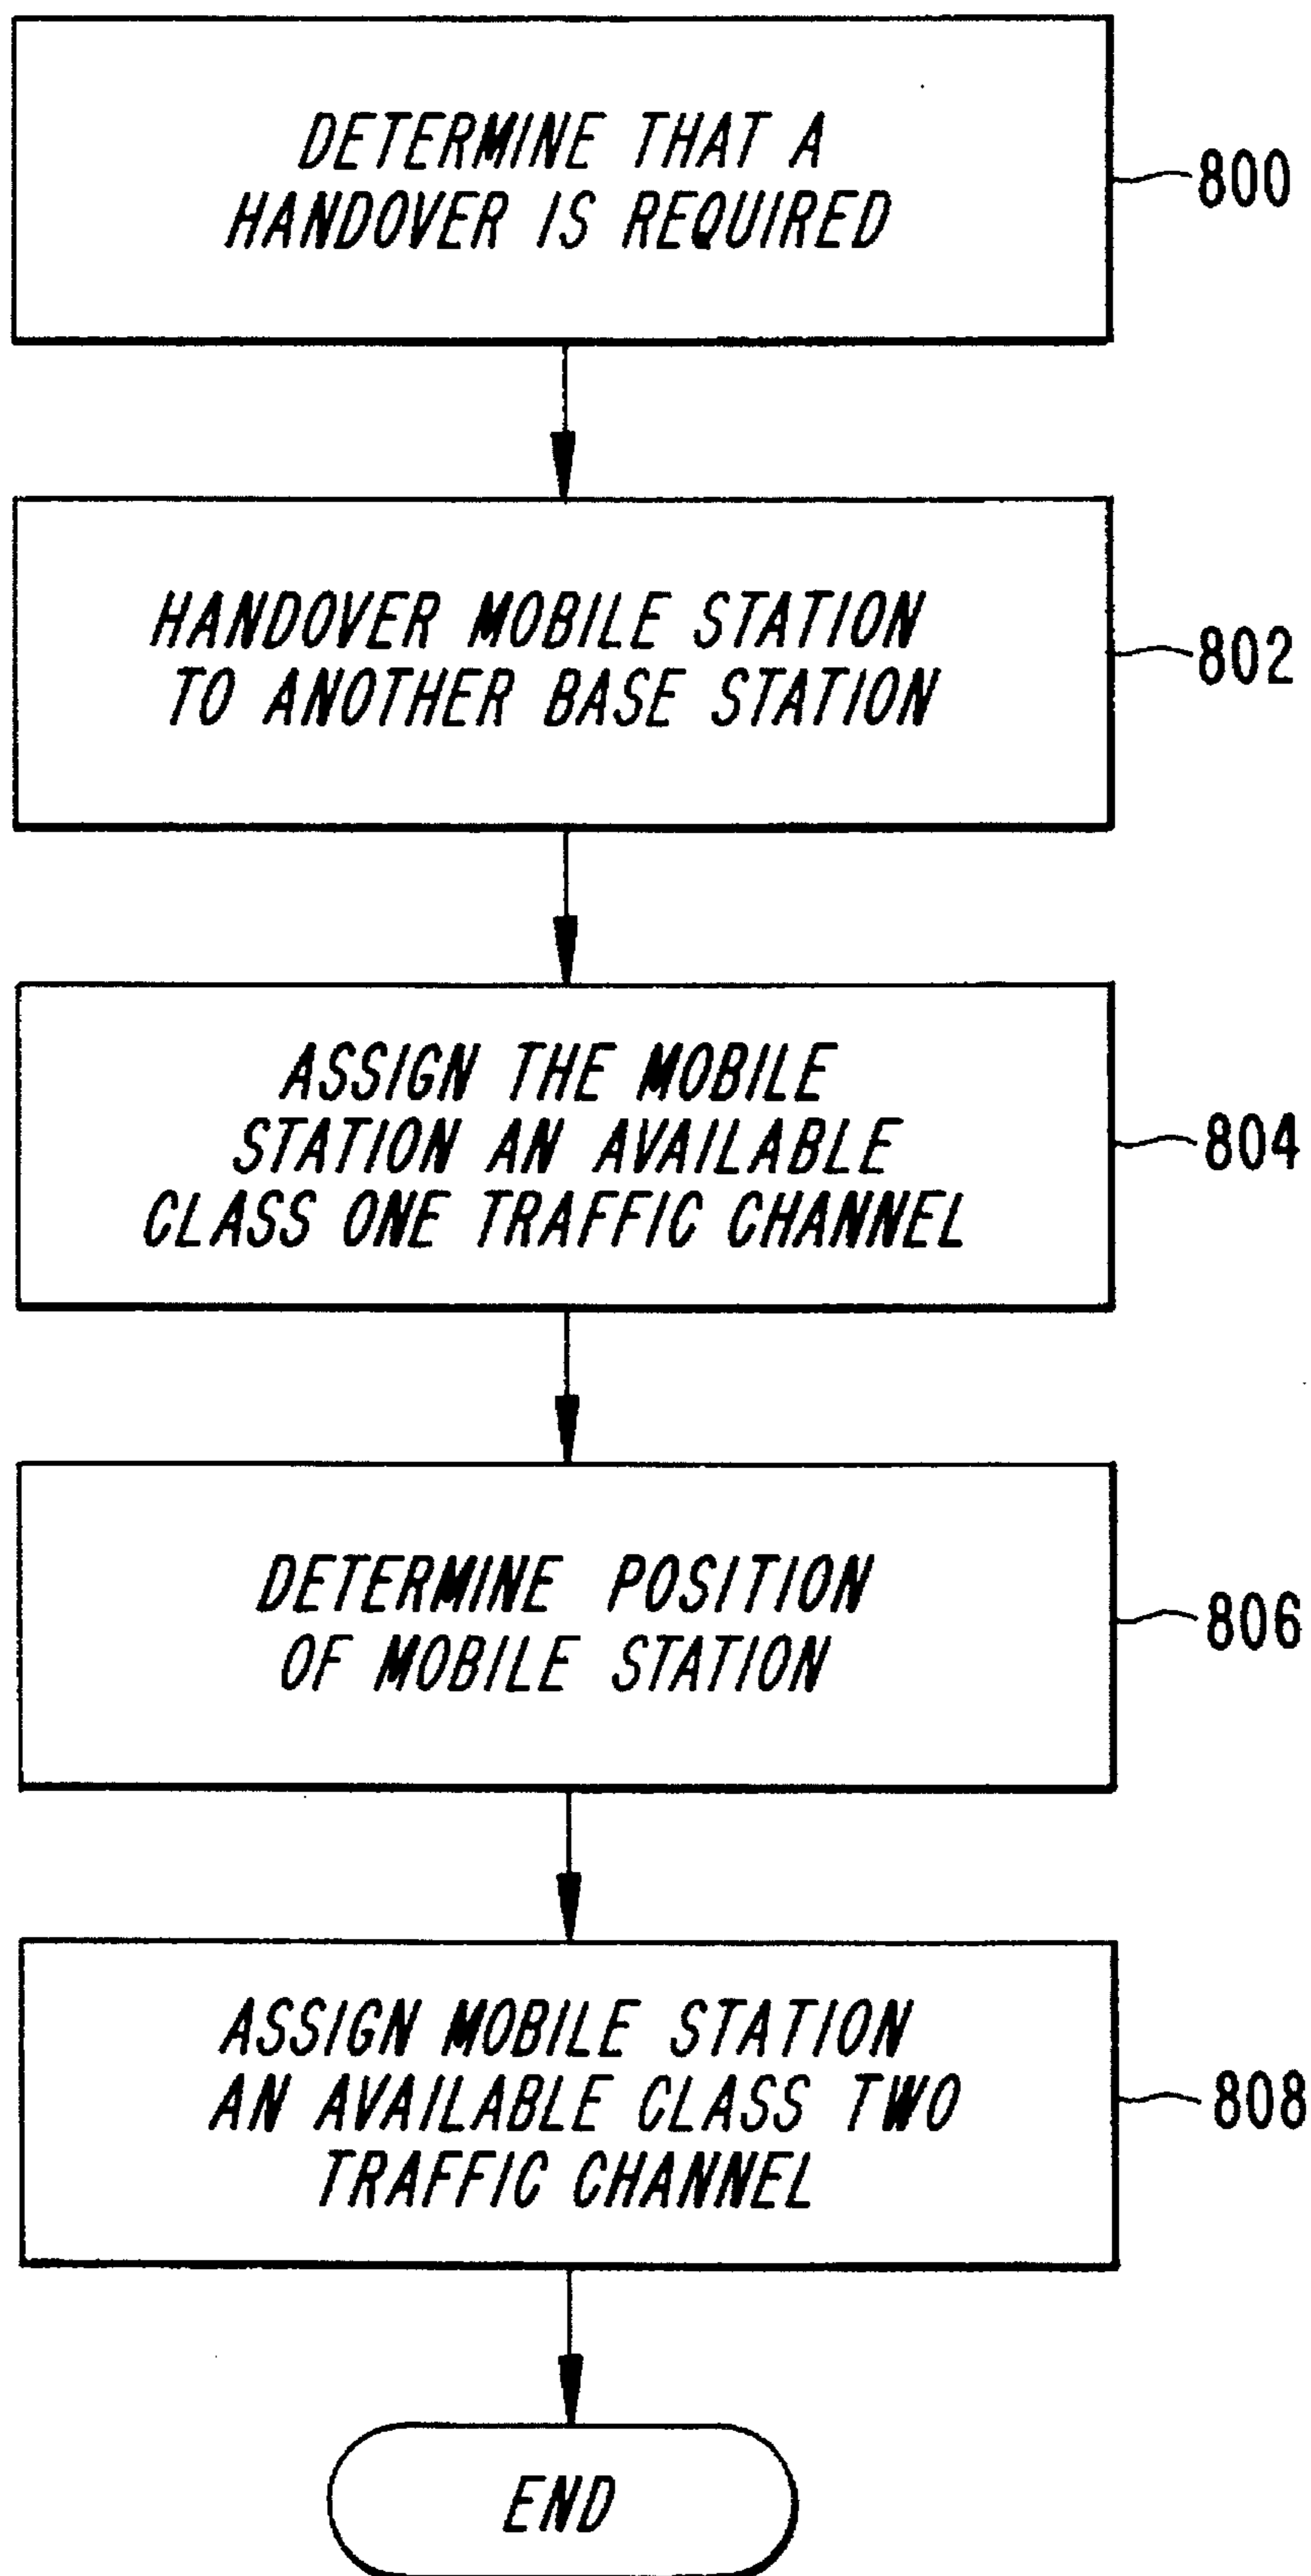 DETERMINE THAT A
HANDOVER IS REQUIRED
800
HANDOVER MOBILE STATION
TO ANOTHER BASE STATION
802
ASSIGN THE MOBILE
STATION AN AVAILABLE
CLASS ONE TRAFFIC CHANNEL
804
DETERMINE POSITION
OF MOBILE STATION
806
ASSIGN MOBILE STATION
AN AVAILABLE CLASS TWO
TRAFFIC CHANNEL
808
END